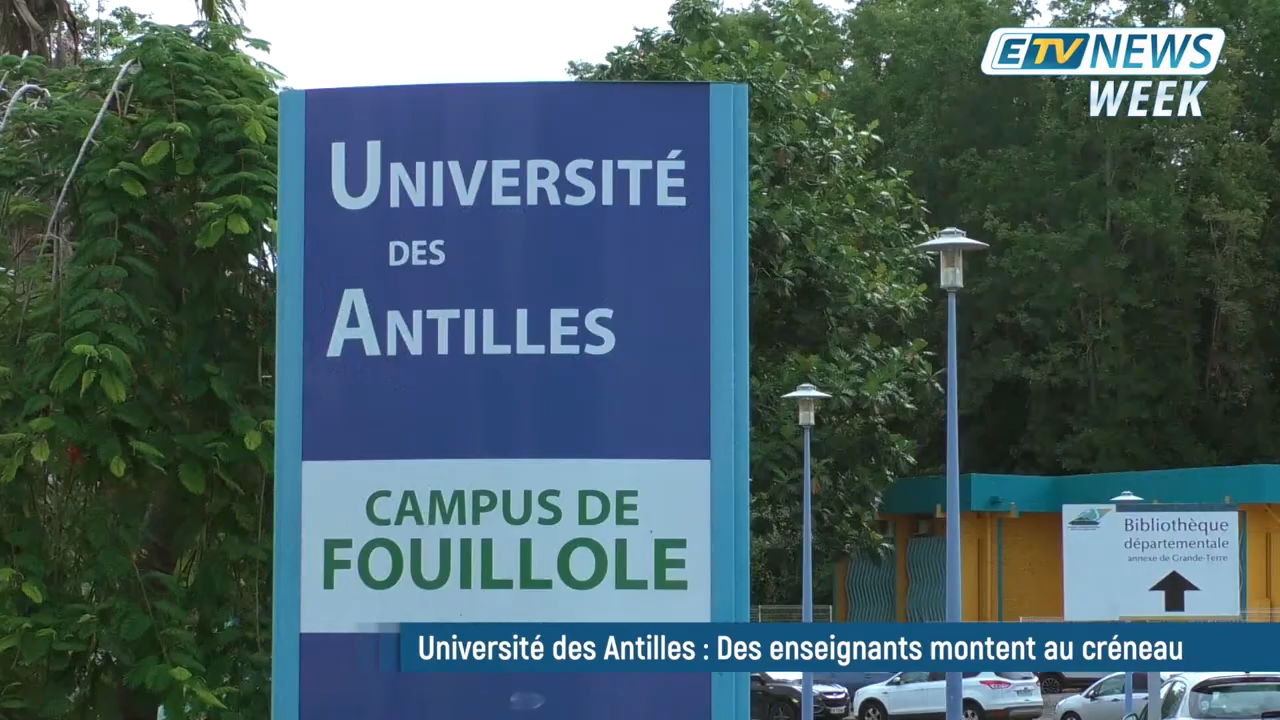 ETV NEWS
WEEK
UNIVERSITÉ
DES
ANTILLES
CAMPUS DE
FOUILLOLE
Bibliothèque
départementale
annexe de Grande-Terre
Université des Antilles : Des enseignants montent au créneau